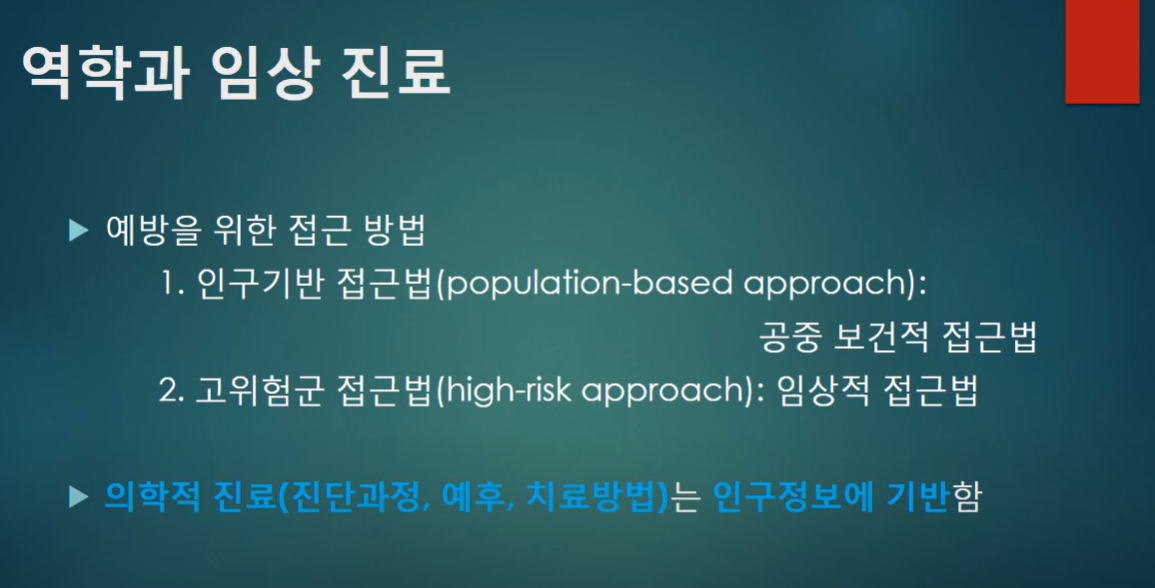 역학과 임상 진료
예방을 위한 접근 방법
1. 인구기반 접근법(population-based approach):
공중 보건적 접근법
2. 고위험군 접근법(high-risk approach): 임상적 접근법
의학적 진료(진단과정, 예후, 치료방법)는 인구정보에 기반함